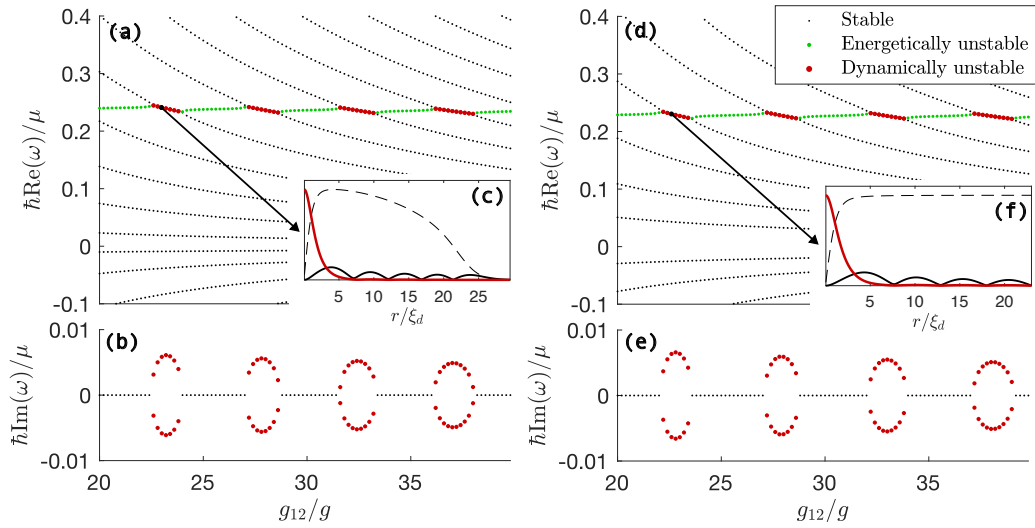 (a)
0.4
0.3
0.2
0.1
0
-0.1
ħRe(ω)/μ
(c)
5 10 15 20 25
r/ξ_d
(b)
0.01
0
-0.01
ħIm(ω)/μ
20 25 30 35
g₁₂/g
(d)
Stable
Energetically unstable
Dynamically unstable
0.4
0.3
0.2
0.1
0
-0.1
ħRe(ω)/μ
(f)
5 10 15 20
r/ξ_d
(e)
0.01
0
-0.01
ħIm(ω)/μ
20 25 30 35
g₁₂/g